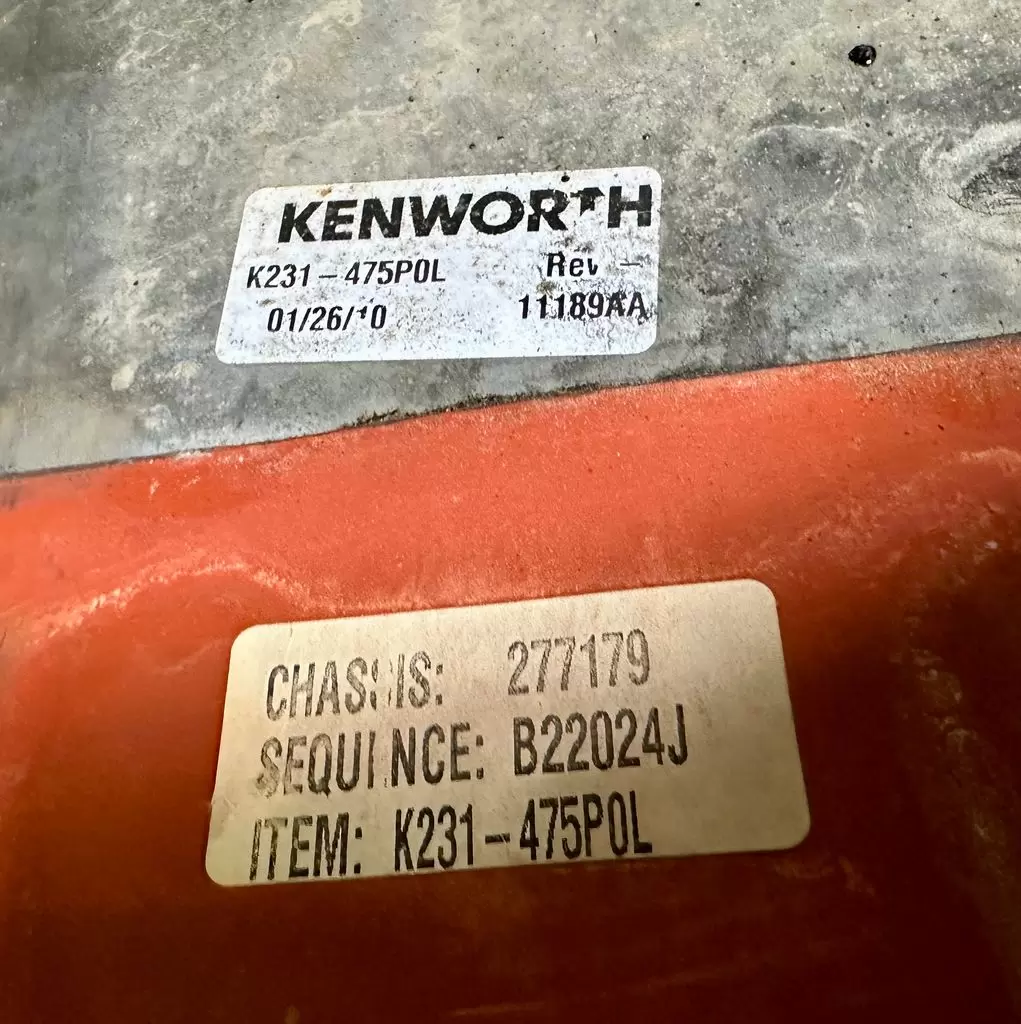 KENWORTH
K231-475POL Rev -
01/26/10 11189AA
CHASSIS: 277179
SEQUENCE: B22024J
ITEM: K231-475POL